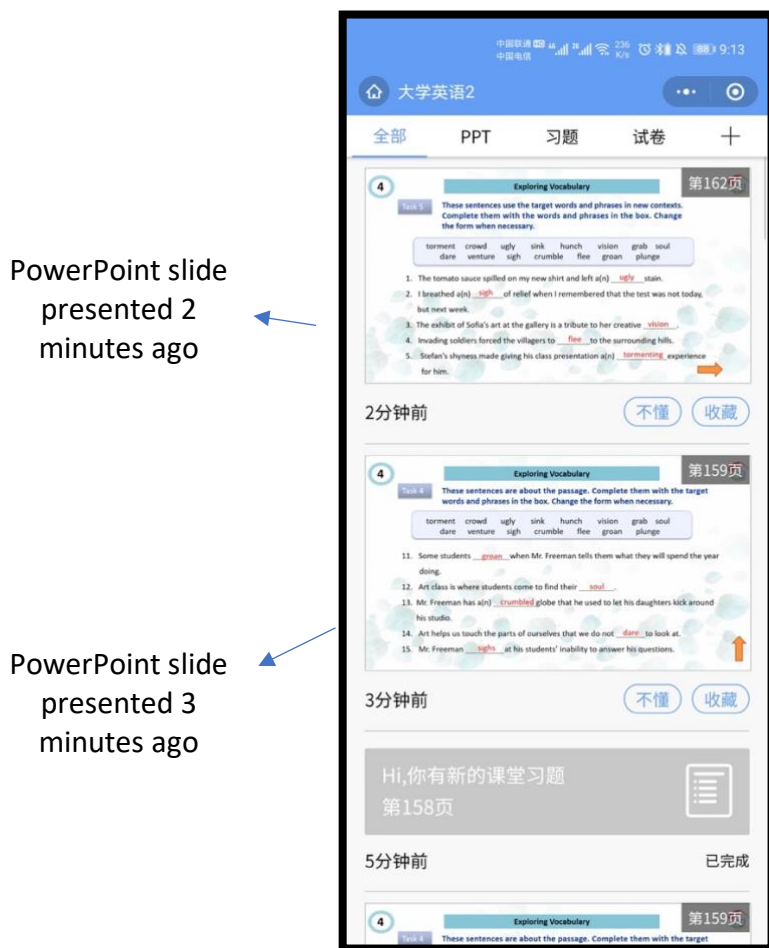 中国联通 HD 4G 2G 236 88 9:13
中国电信 K/s
大学英语2
全部 PPT 习题 试卷 +
第162页
4 Exploring Vocabulary
Task 5 These sentences use the target words and phrases in new contexts.
Complete them with the words and phrases in the box. Change
the form when necessary.
torment crowd ugly sink hunch vision grab soul
dare venture sigh crumble flee groan plunge
1. The tomato sauce spilled on my new shirt and left a(n) ugly stain.
2. I breathed a(n) sigh of relief when I remembered that the test was not today,
but next week.
3. The exhibit of Sofia's art at the gallery is a tribute to her creative vision.
4. Invading soldiers forced the villagers to flee to the surrounding hills.
5. Stefan's shyness made giving his class presentation a(n) tormenting experience
for him.
PowerPoint slide
presented 2
minutes ago
2分钟前 不懂 收藏
第159页
4 Exploring Vocabulary
Task 4 These sentences are about the passage. Complete them with the target
words and phrases in the box. Change the form when necessary.
torment crowd ugly sink hunch vision grab soul
dare venture sigh crumble flee groan plunge
11. Some students groan when Mr. Freeman tells them what they will spend the year
doing.
12. Art class is where students come to find their soul.
13. Mr. Freeman has a(n) crumbled globe that he used to let his daughters kick around
his studio.
14. Art helps us touch the parts of ourselves that we do not dare to look at.
15. Mr. Freeman sighs at his students' inability to answer his questions.
PowerPoint slide
presented 3
minutes ago
3分钟前 不懂 收藏
Hi,你有新的课堂习题
第158页
5分钟前 已完成
第159页
4 Exploring Vocabulary
Task 4 These sentences are about the passage. Complete them with the target